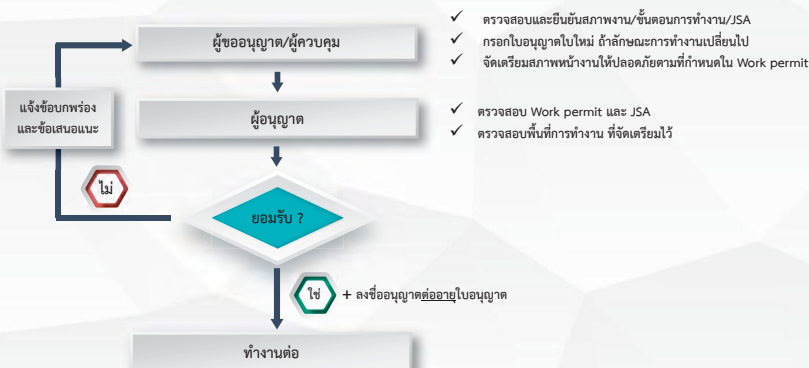 ผู้ขออนุญาต/ผู้ควบคุม
✓ ตรวจสอบและยืนยันสภาพงาน/ขั้นตอนการทำงาน/JSA
✓ กรอกใบอนุญาตใบใหม่ ถ้าลักษณะการทำงานเปลี่ยนไป
✓ จัดเตรียมสภาพหน้างานให้ปลอดภัยตามที่กำหนดใน Work permit
แจ้งข้อบกพร่อง
และข้อเสนอแนะ
ผู้อนุญาต
✓ ตรวจสอบ Work permit และ JSA
✓ ตรวจสอบพื้นที่การทำงาน ที่จัดเตรียมไว้
ไม่
ยอมรับ ?
ใช่ + ลงชื่ออนุญาตต่ออายุใบอนุญาต
ทำงานต่อ